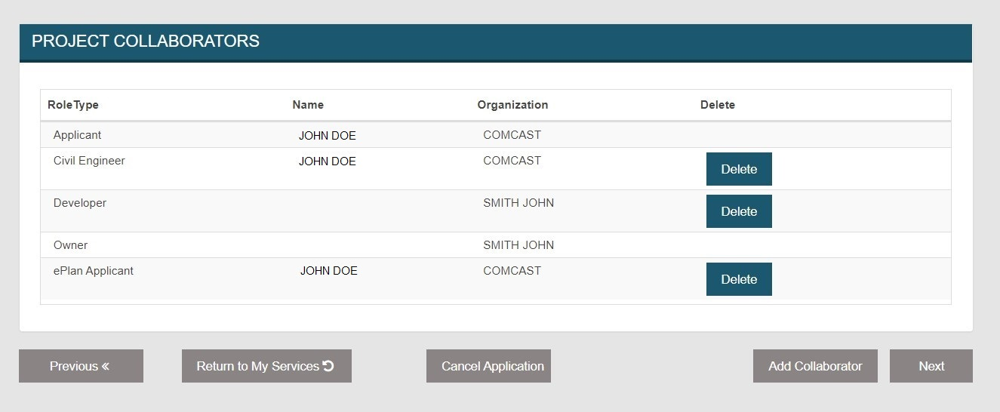 PROJECT COLLABORATORS
RoleType Name Organization Delete
Applicant JOHN DOE COMCAST
Civil Engineer JOHN DOE COMCAST Delete
Developer SMITH JOHN Delete
Owner SMITH JOHN
ePlan Applicant JOHN DOE COMCAST Delete
Previous « Return to My Services Cancel Application Add Collaborator Next